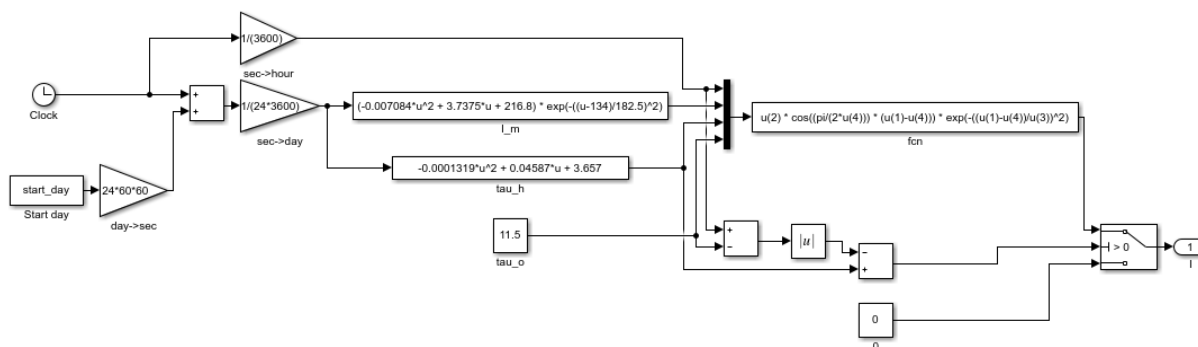 1/(3600)
sec->hour
+
+
Clock
1/(24*3600)
sec->day
(-0.007084*u^2 + 3.7375*u + 216.8) * exp(-((u-134)/182.5)^2)
I_m
u(2) * cos((pi/(2*u(4))) * (u(1)-u(4))) * exp(-((u(1)-u(4))/u(3))^2)
fcn
-0.0001319*u^2 + 0.04587*u + 3.657
tau_h
start_day
Start day
24*60*60
day->sec
11.5
tau_o
+
−
|u|
−
+
> 0
1
I
0
0